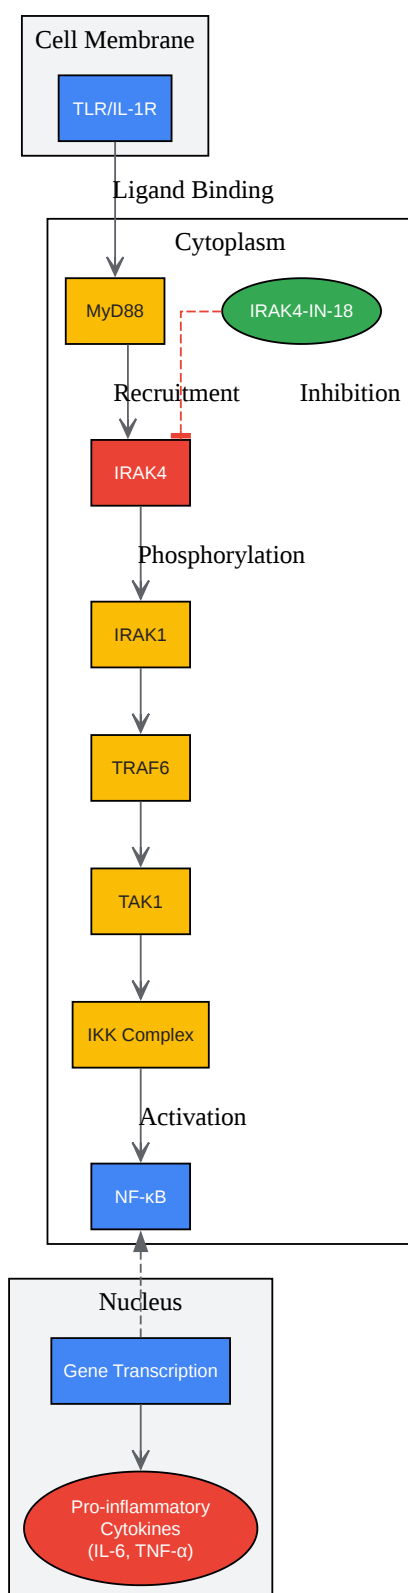 Cell Membrane
TLR/IL-1R
Ligand Binding
Cytoplasm
MyD88
IRAK4-IN-18
Recruitment
Inhibition
IRAK4
Phosphorylation
IRAK1
TRAF6
TAK1
IKK Complex
Activation
NF-κB
Nucleus
Gene Transcription
Pro-inflammatory
Cytokines
(IL-6, TNF-α)